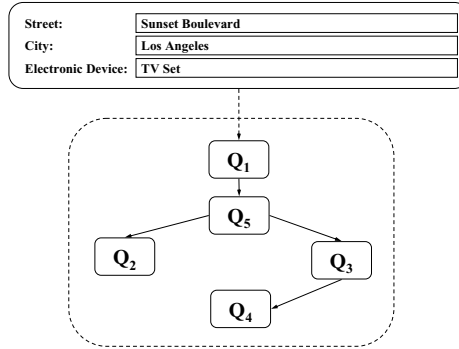 Street: Sunset Boulevard
City: Los Angeles
Electronic Device: TV Set
Q1
Q5
Q2
Q3
Q4